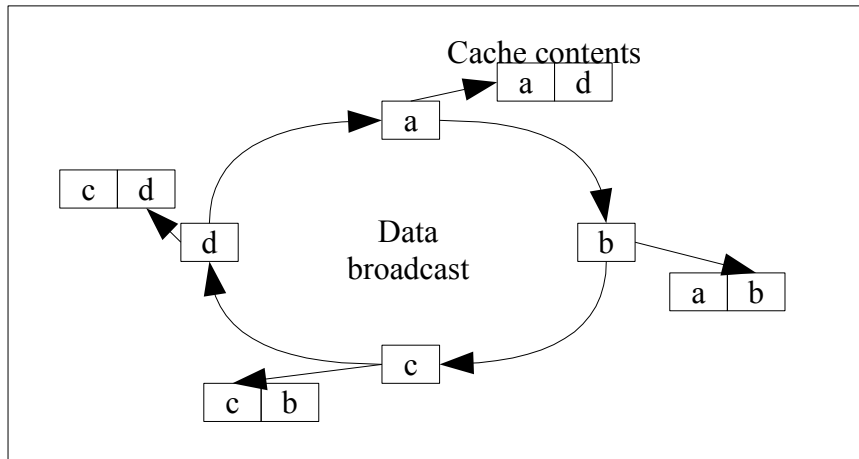 Cache contents
a d
a
c d
d
Data
broadcast
b
a b
c
c b